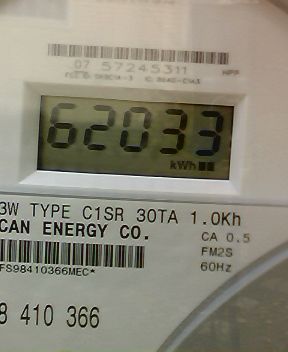 07 57245311
62033
kWh
3W TYPE C1SR 30TA 1.0Kh
CAN ENERGY CO.
CA 0.5
FM2S
60Hz
FS98410366MEC*
8 410 366